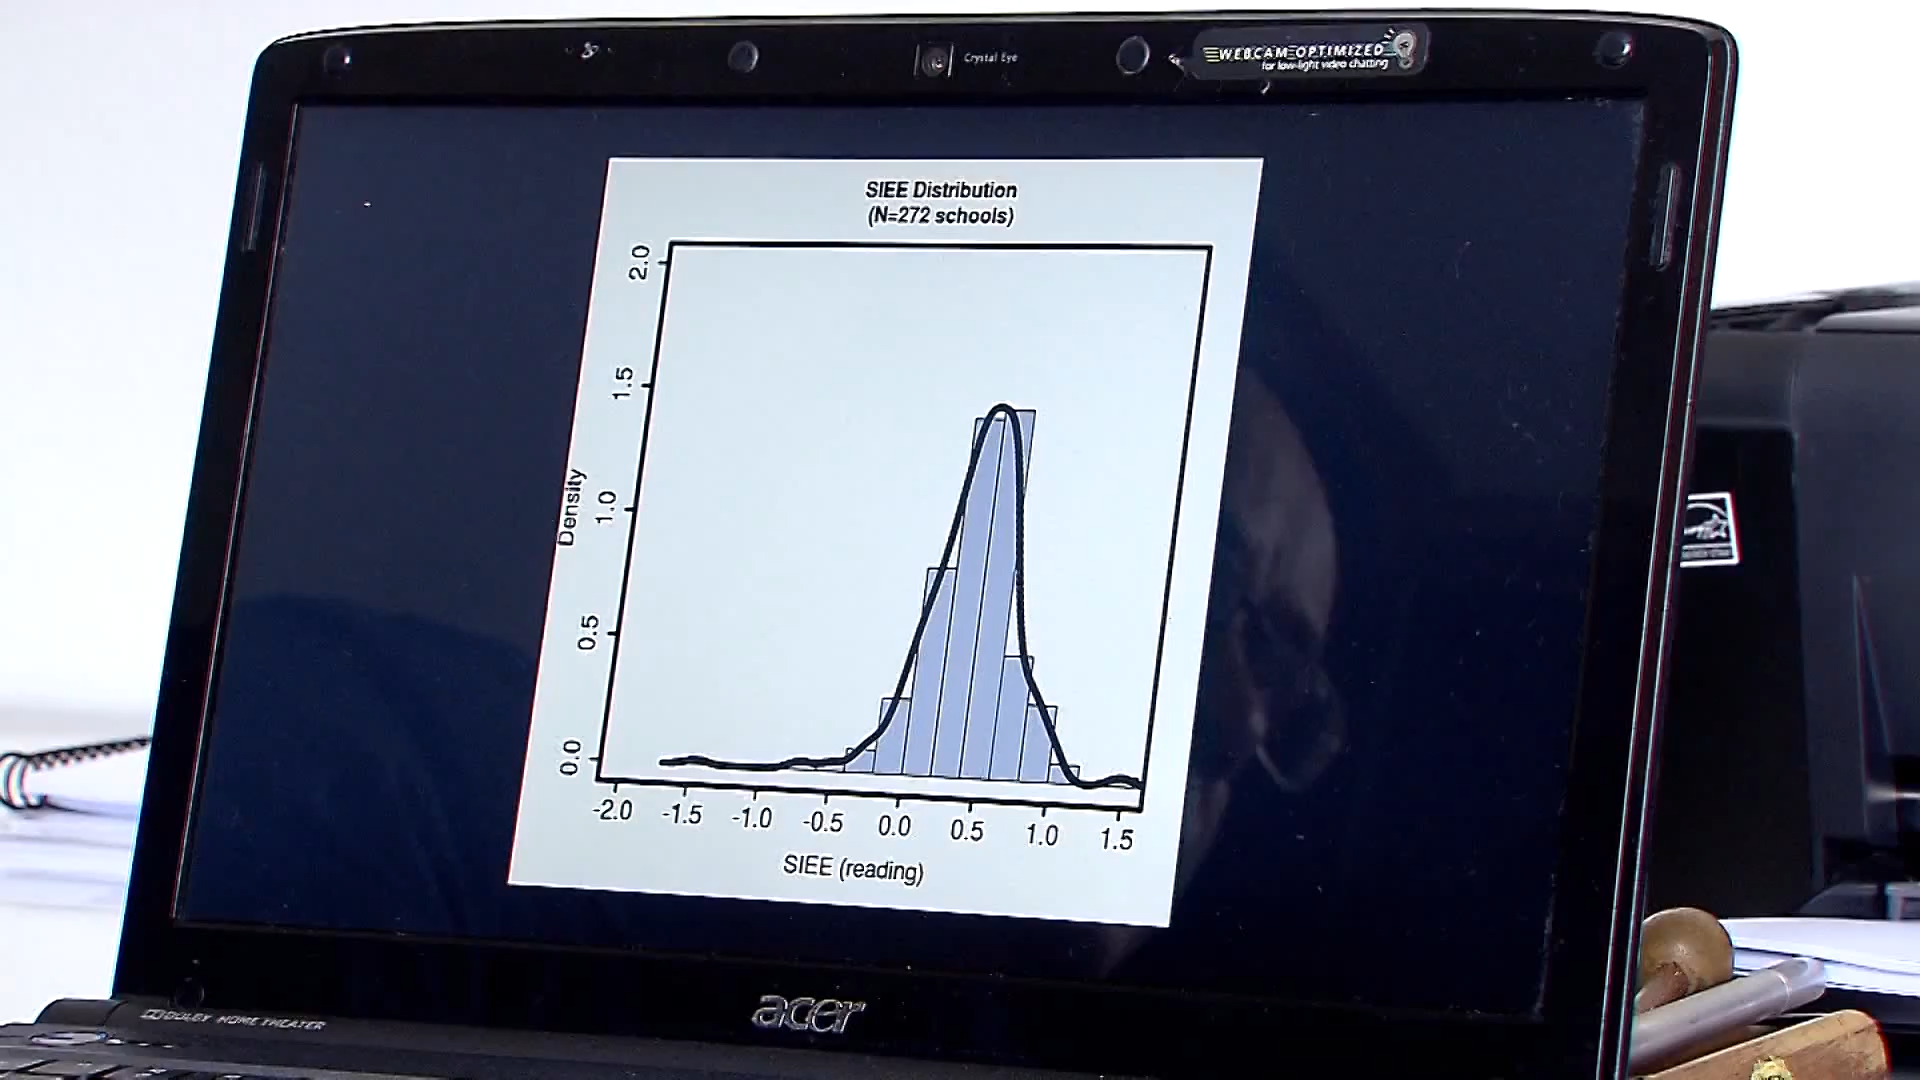 Crystal Eye
WEBCAM OPTIMIZED
for low-light video chatting
SIEE Distribution
(N=272 schools)
2.0
1.5
1.0
0.5
0.0
Density
-2.0 -1.5 -1.0 -0.5 0.0 0.5 1.0 1.5
SIEE (reading)
acer
DOLBY HOME THEATER